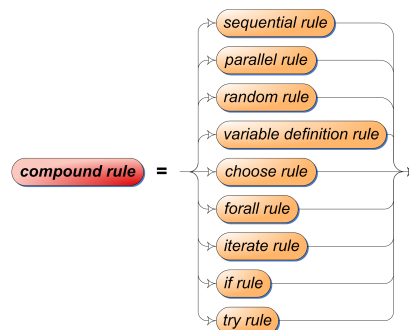 sequential rule
parallel rule
random rule
variable definition rule
compound rule = choose rule
forall rule
iterate rule
if rule
try rule